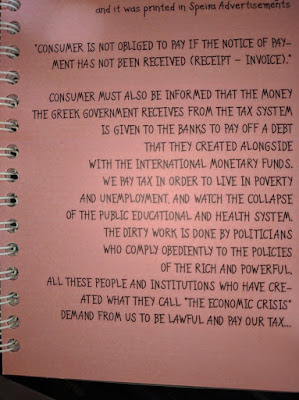 and it was printed in Speira Advertisements
"CONSUMER IS NOT OBLIGED TO PAY IF THE NOTICE OF PAY-
MENT HAS NOT BEEN RECEIVED (RECEIPT - INVOICE)."
CONSUMER MUST ALSO BE INFORMED THAT THE MONEY
THE GREEK GOVERNMENT RECEIVES FROM THE TAX SYSTEM
IS GIVEN TO THE BANKS TO PAY OFF A DEBT
THAT THEY CREATED ALONGSIDE
WITH THE INTERNATIONAL MONETARY FUNDS.
WE PAY TAX IN ORDER TO LIVE IN POVERTY
AND UNEMPLOYMENT, AND WATCH THE COLLAPSE
OF THE PUBLIC EDUCATIONAL AND HEALTH SYSTEM.
THE DIRTY WORK IS DONE BY POLITICIANS
WHO COMPLY OBEDIENTLY TO THE POLICIES
OF THE RICH AND POWERFUL.
ALL THESE PEOPLE AND INSTITUTIONS WHO HAVE CRE-
ATED WHAT THEY CALL "THE ECONOMIC CRISIS"
DEMAND FROM US TO BE LAWFUL AND PAY OUR TAX...